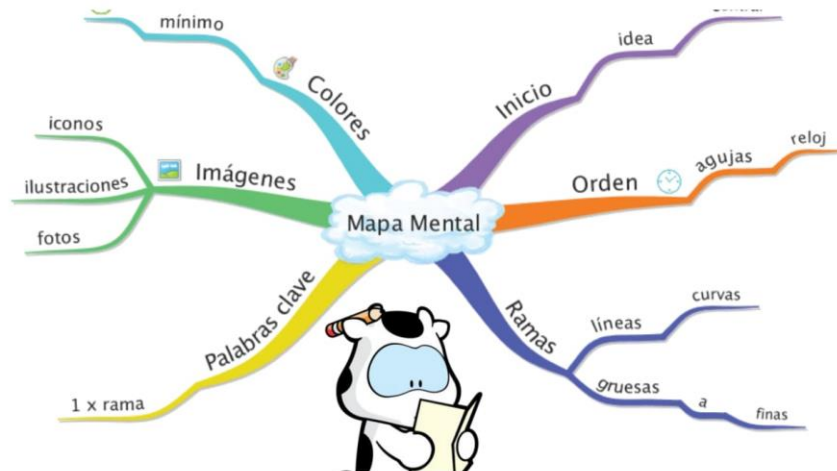 mínimo
Colores
iconos
ilustraciones
fotos
Imágenes
Palabras clave
1 x rama
Mapa Mental
Inicio
idea
Orden
agujas
reloj
Ramas
líneas
curvas
gruesas
a
finas